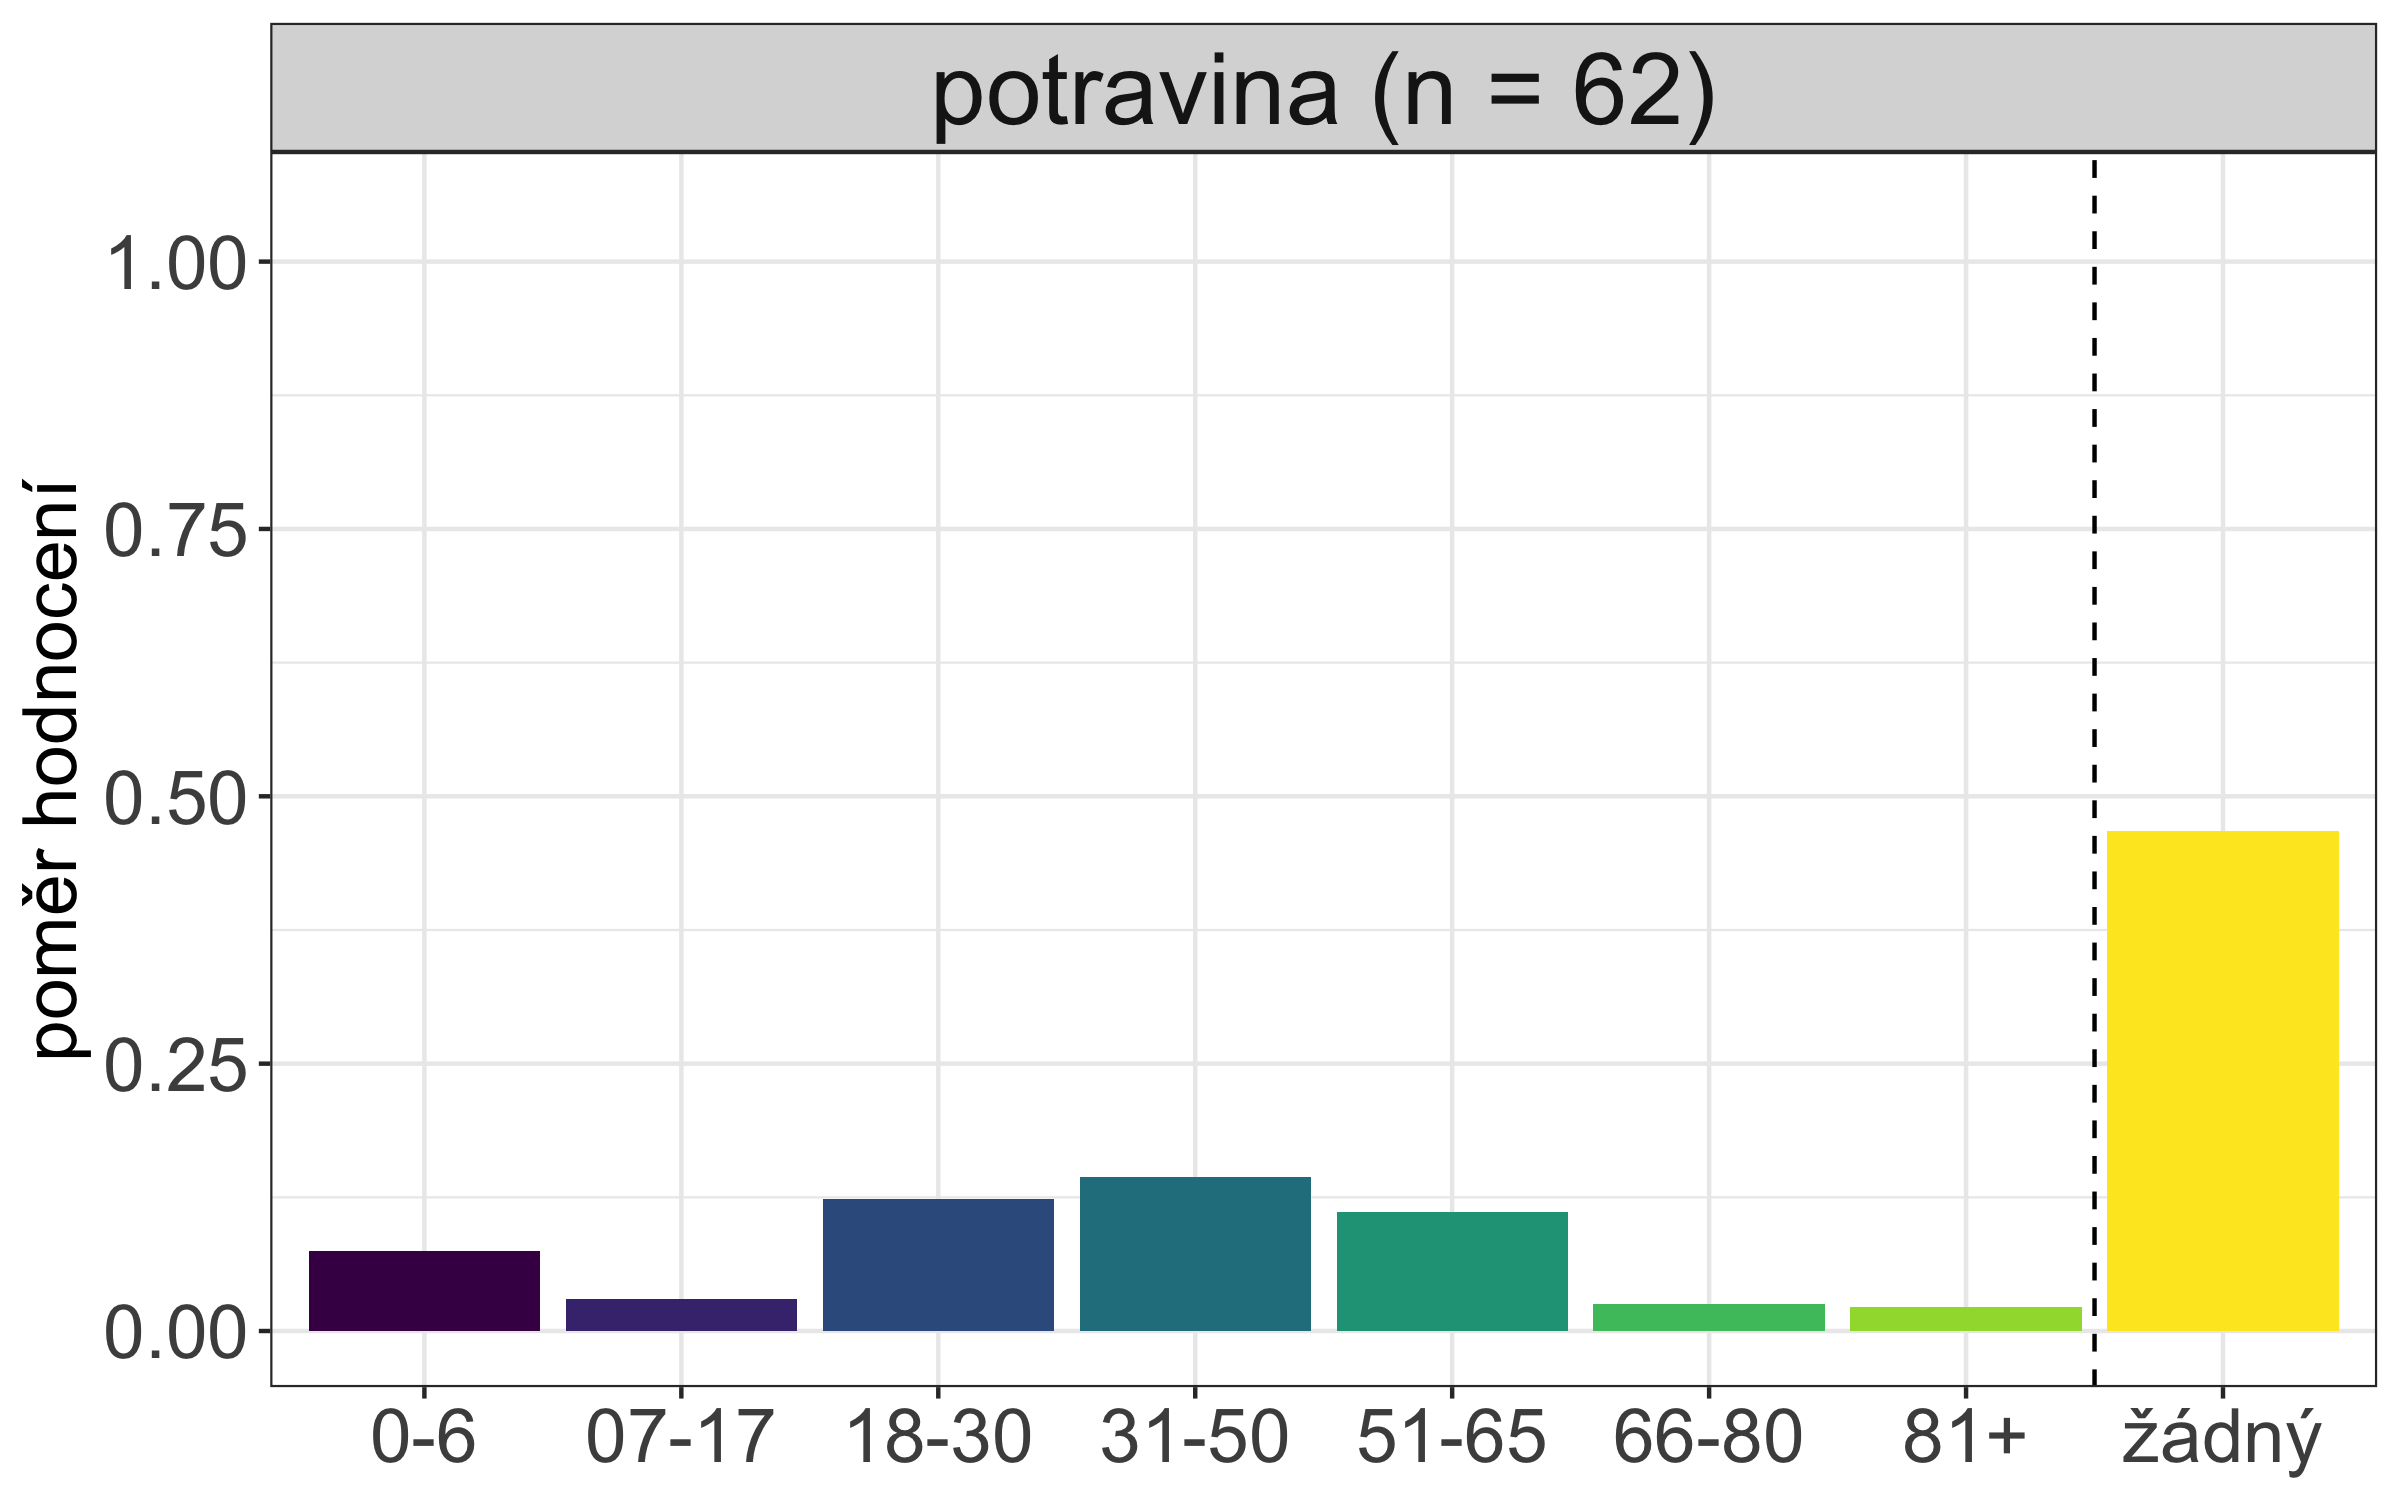 potravina (n = 62)
poměr hodnocení
1.00
0.75
0.50
0.25
0.00
0-6 07-17 18-30 31-50 51-65 66-80 81+ žádný